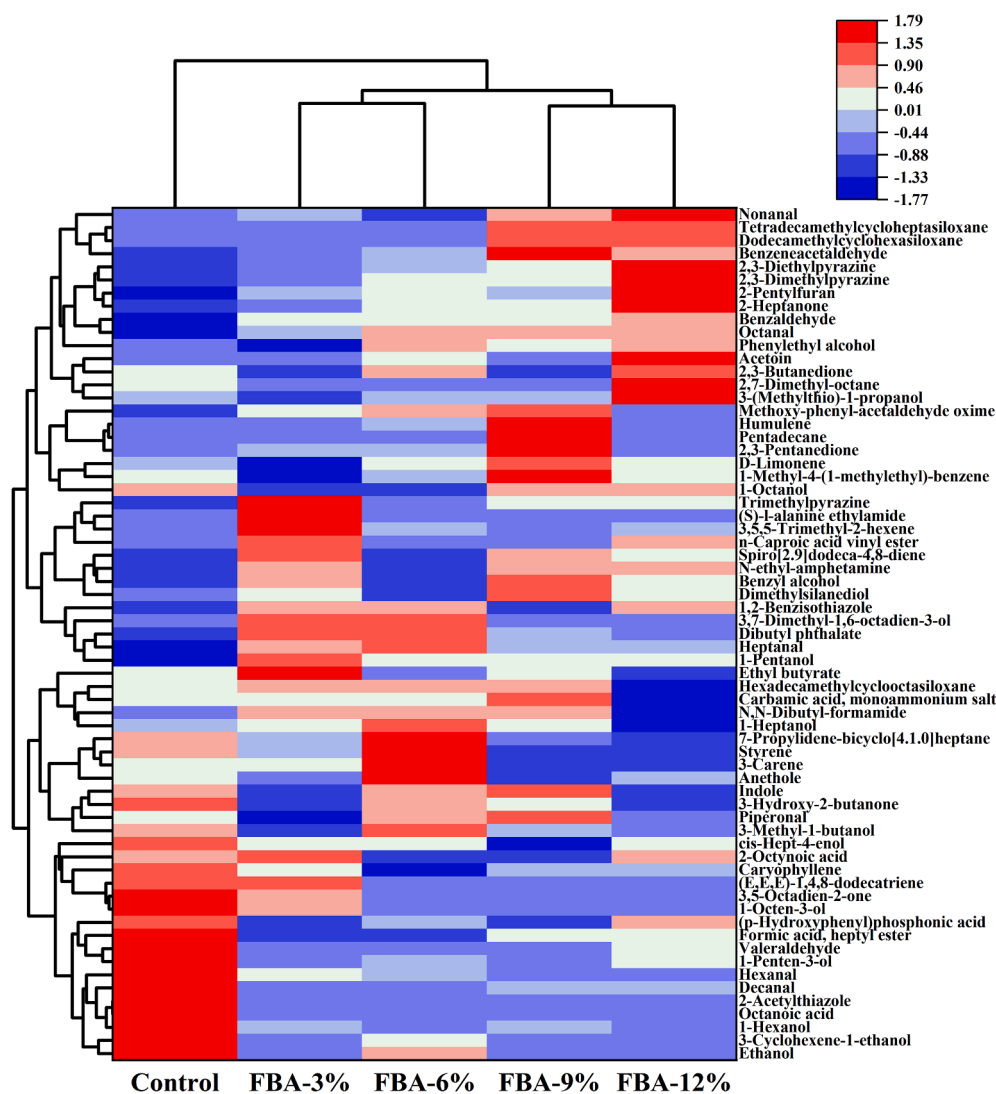 1.79
1.35
0.90
0.46
0.01
-0.44
-0.88
-1.33
-1.77
Nonanal
Tetradecamethylcycloheptasiloxane
Dodecamethylcyclohexasiloxane
Benzeneacetaldehyde
2,3-Diethylpyrazine
2,3-Dimethylpyrazine
2-Pentylfuran
2-Heptanone
Benzaldehyde
Octanal
Phenylethyl alcohol
Acetoin
2,3-Butanedione
2,7-Dimethyl-octane
3-(Methylthio)-1-propanol
Methoxy-phenyl-acetaldehyde oxime
Humulene
Pentadecane
2,3-Pentanedione
D-Limonene
1-Methyl-4-(1-methylethyl)-benzene
1-Octanol
Trimethylpyrazine
(S)-l-alanine ethylamide
3,5,5-Trimethyl-2-hexene
n-Caproic acid vinyl ester
Spiro[2.9]dodeca-4,8-diene
N-ethyl-amphetamine
Benzyl alcohol
Dimethylsilanediol
1,2-Benzisothiazole
3,7-Dimethyl-1,6-octadien-3-ol
Dibutyl phthalate
Heptanal
1-Pentanol
Ethyl butyrate
Hexadecamethylcyclooctasiloxane
Carbamic acid, monoammonium salt
N,N-Dibutyl-formamide
1-Heptanol
7-Propylidene-bicyclo[4.1.0]heptane
Styrene
3-Carene
Anethole
Indole
3-Hydroxy-2-butanone
Piperonal
3-Methyl-1-butanol
cis-Hept-4-enol
2-Octynoic acid
Caryophyllene
(E,E,E)-1,4,8-dodecatriene
3,5-Octadien-2-one
1-Octen-3-ol
(p-Hydroxyphenyl)phosphonic acid
Formic acid, heptyl ester
Valeraldehyde
1-Penten-3-ol
Hexanal
Decanal
2-Acetylthiazole
Octanoic acid
1-Hexanol
3-Cyclohexene-1-ethanol
Ethanol
Control FBA-3% FBA-6% FBA-9% FBA-12%